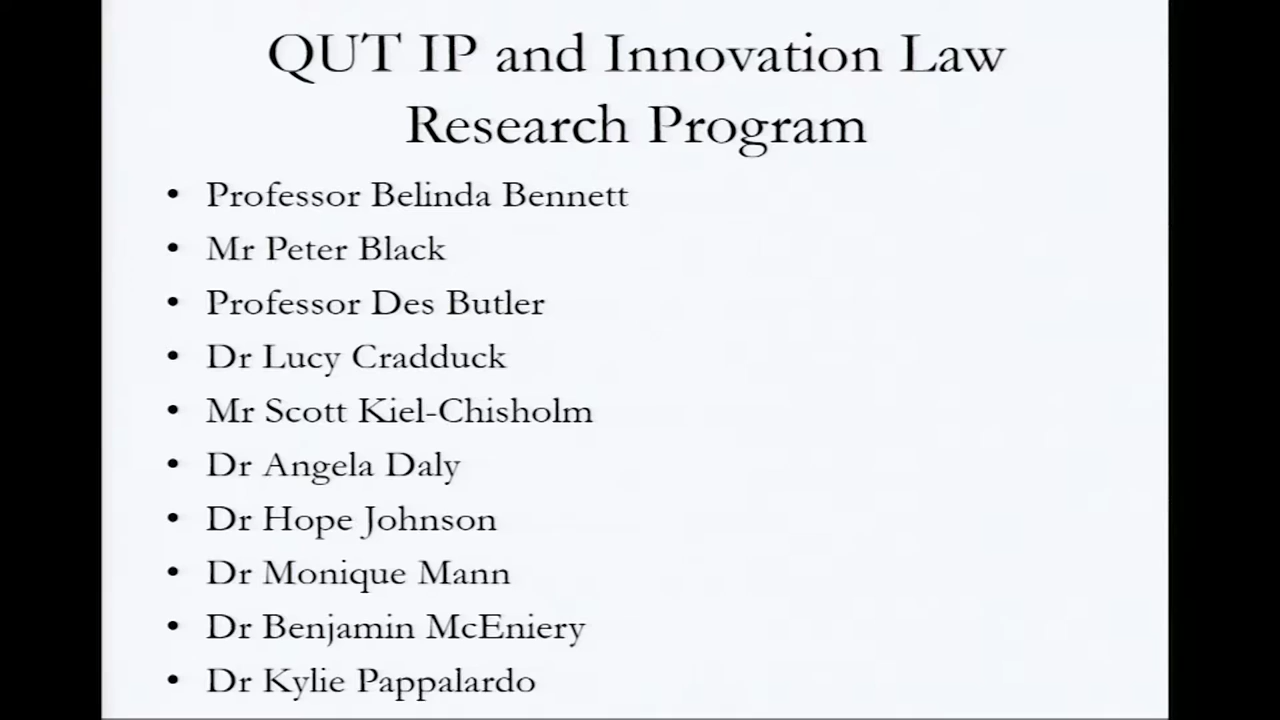 QUT IP and Innovation Law
Research Program
• Professor Belinda Bennett
• Mr Peter Black
• Professor Des Butler
• Dr Lucy Cradduck
• Mr Scott Kiel-Chisholm
• Dr Angela Daly
• Dr Hope Johnson
• Dr Monique Mann
• Dr Benjamin McEniery
• Dr Kylie Pappalardo